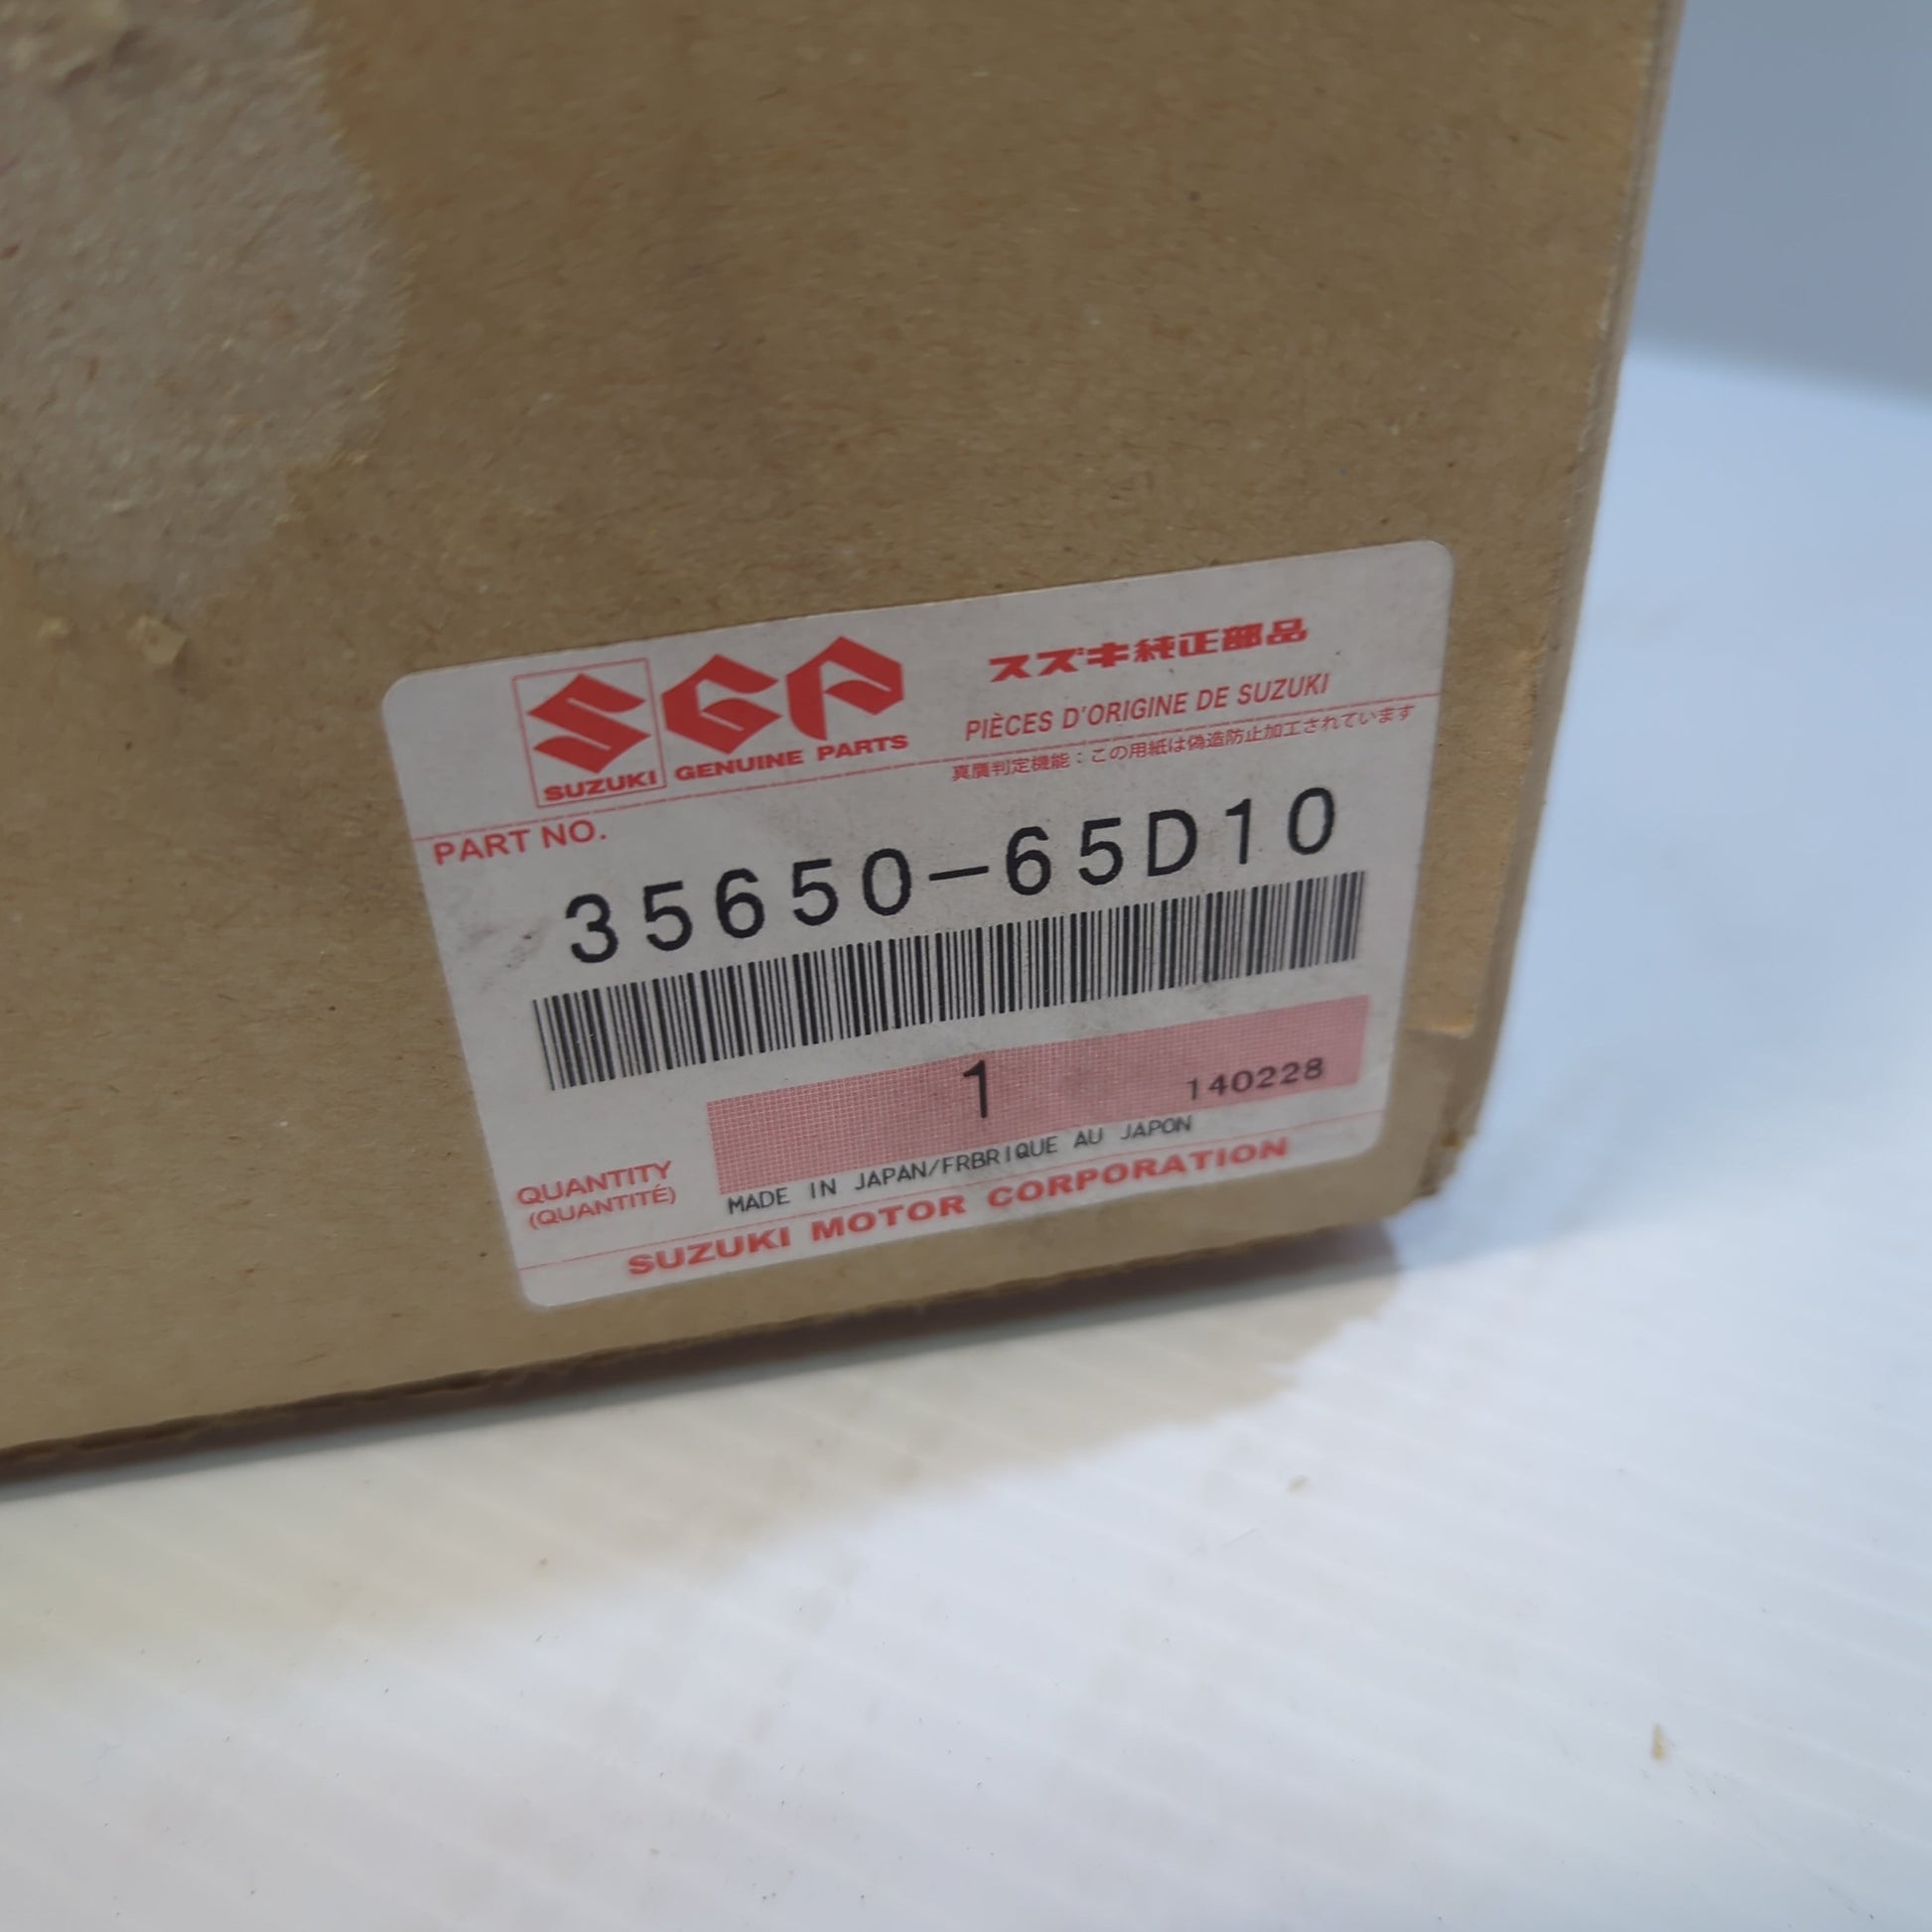 SGP
スズキ純正部品
SUZUKI GENUINE PARTS
PIÈCES D'ORIGINE DE SUZUKI
真贋判定機能：この用紙は偽造防止加工されています
PART NO.
35650-65D10
1
140228
QUANTITY
(QUANTITÉ)
MADE IN JAPAN/FRBRIQUE AU JAPON
SUZUKI MOTOR CORPORATION